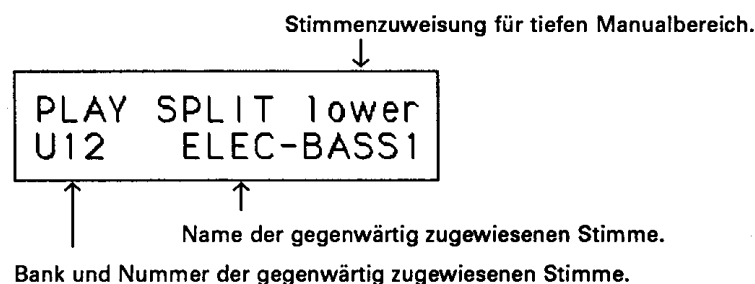 Stimmenzuweisung für tiefen Manualbereich.
PLAY SPLIT lower
U12 ELEC-BASS1
Name der gegenwärtig zugewiesenen Stimme.
Bank und Nummer der gegenwärtig zugewiesenen Stimme.